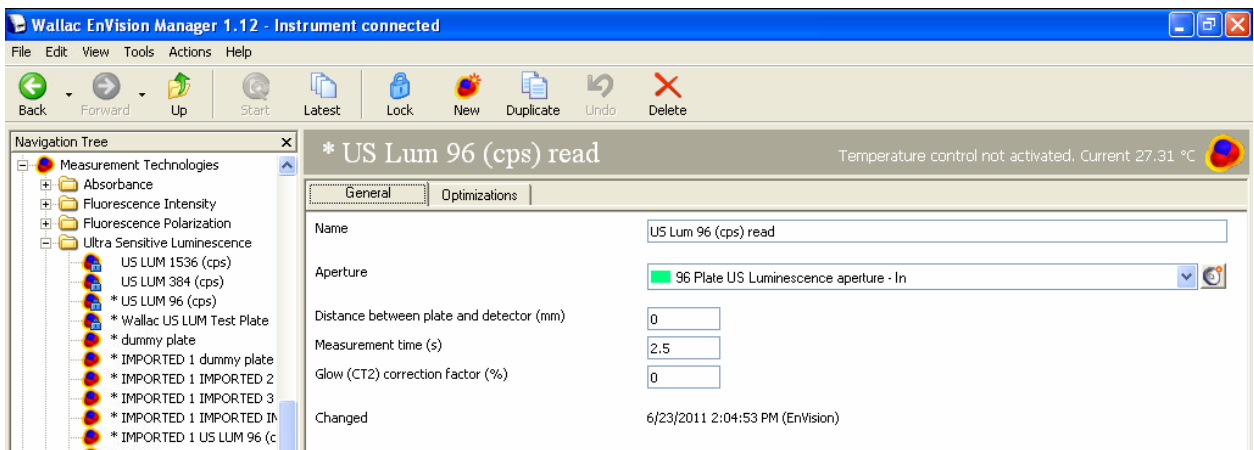 Wallac EnVision Manager 1.12 - Instrument connected
File Edit View Tools Actions Help
Back Forward Up Start Latest Lock New Duplicate Undo Delete
Navigation Tree
Measurement Technologies
Absorbance
Fluorescence Intensity
Fluorescence Polarization
Ultra Sensitive Luminescence
US LUM 1536 (cps)
US LUM 384 (cps)
* US LUM 96 (cps)
* Wallac US LUM Test Plate
* dummy plate
* IMPORTED 1 dummy plate
* IMPORTED 1 IMPORTED 2
* IMPORTED 1 IMPORTED 3
* IMPORTED 1 IMPORTED IN
* IMPORTED 1 US LUM 96 (c
* US Lum 96 (cps) read
Temperature control not activated. Current 27.31 °C
General Optimizations
Name US Lum 96 (cps) read
Aperture 96 Plate US Luminescence aperture - In
Distance between plate and detector (mm) 0
Measurement time (s) 2.5
Glow (CT2) correction factor (%) 0
Changed 6/23/2011 2:04:53 PM (EnVision)